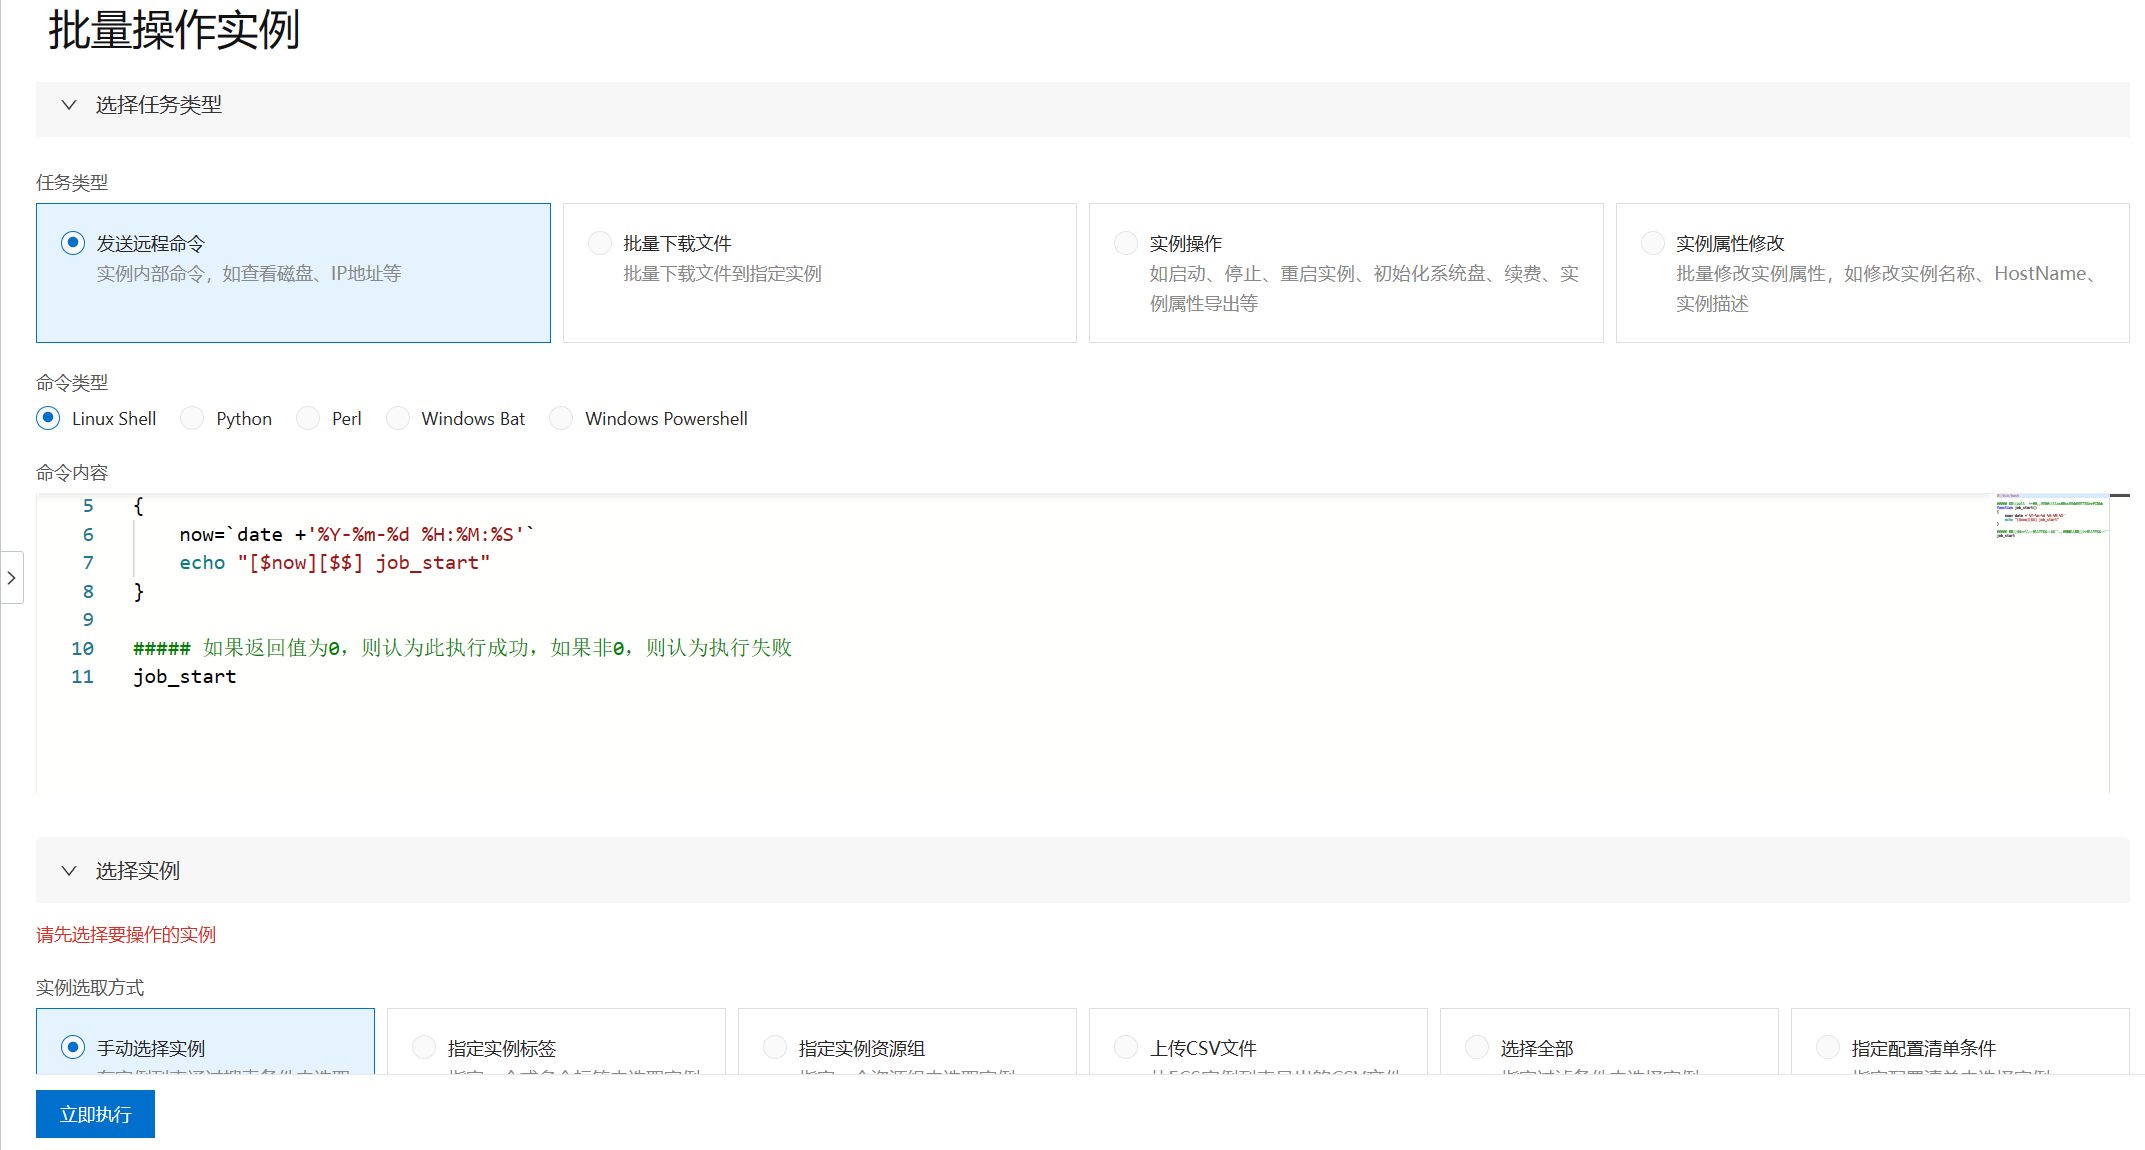 批量操作实例
选择任务类型
任务类型
发送远程命令
实例内部命令，如查看磁盘、IP地址等
批量下载文件
批量下载文件到指定实例
实例操作
如启动、停止、重启实例、初始化系统盘、续费、实
例属性导出等
实例属性修改
批量修改实例属性，如修改实例名称、HostName、
实例描述
命令类型
Linux Shell Python Perl Windows Bat Windows Powershell
命令内容
5 {
6 now=`date +'%Y-%m-%d %H:%M:%S'`
7 echo "[$now][$$] job_start"
8 }
9
10 ##### 如果返回值为0，则认为此执行成功，如果非0，则认为执行失败
11 job_start
选择实例
请先选择要操作的实例
实例选取方式
手动选择实例
指定实例标签
指定实例资源组
上传CSV文件
选择全部
指定配置清单条件
立即执行